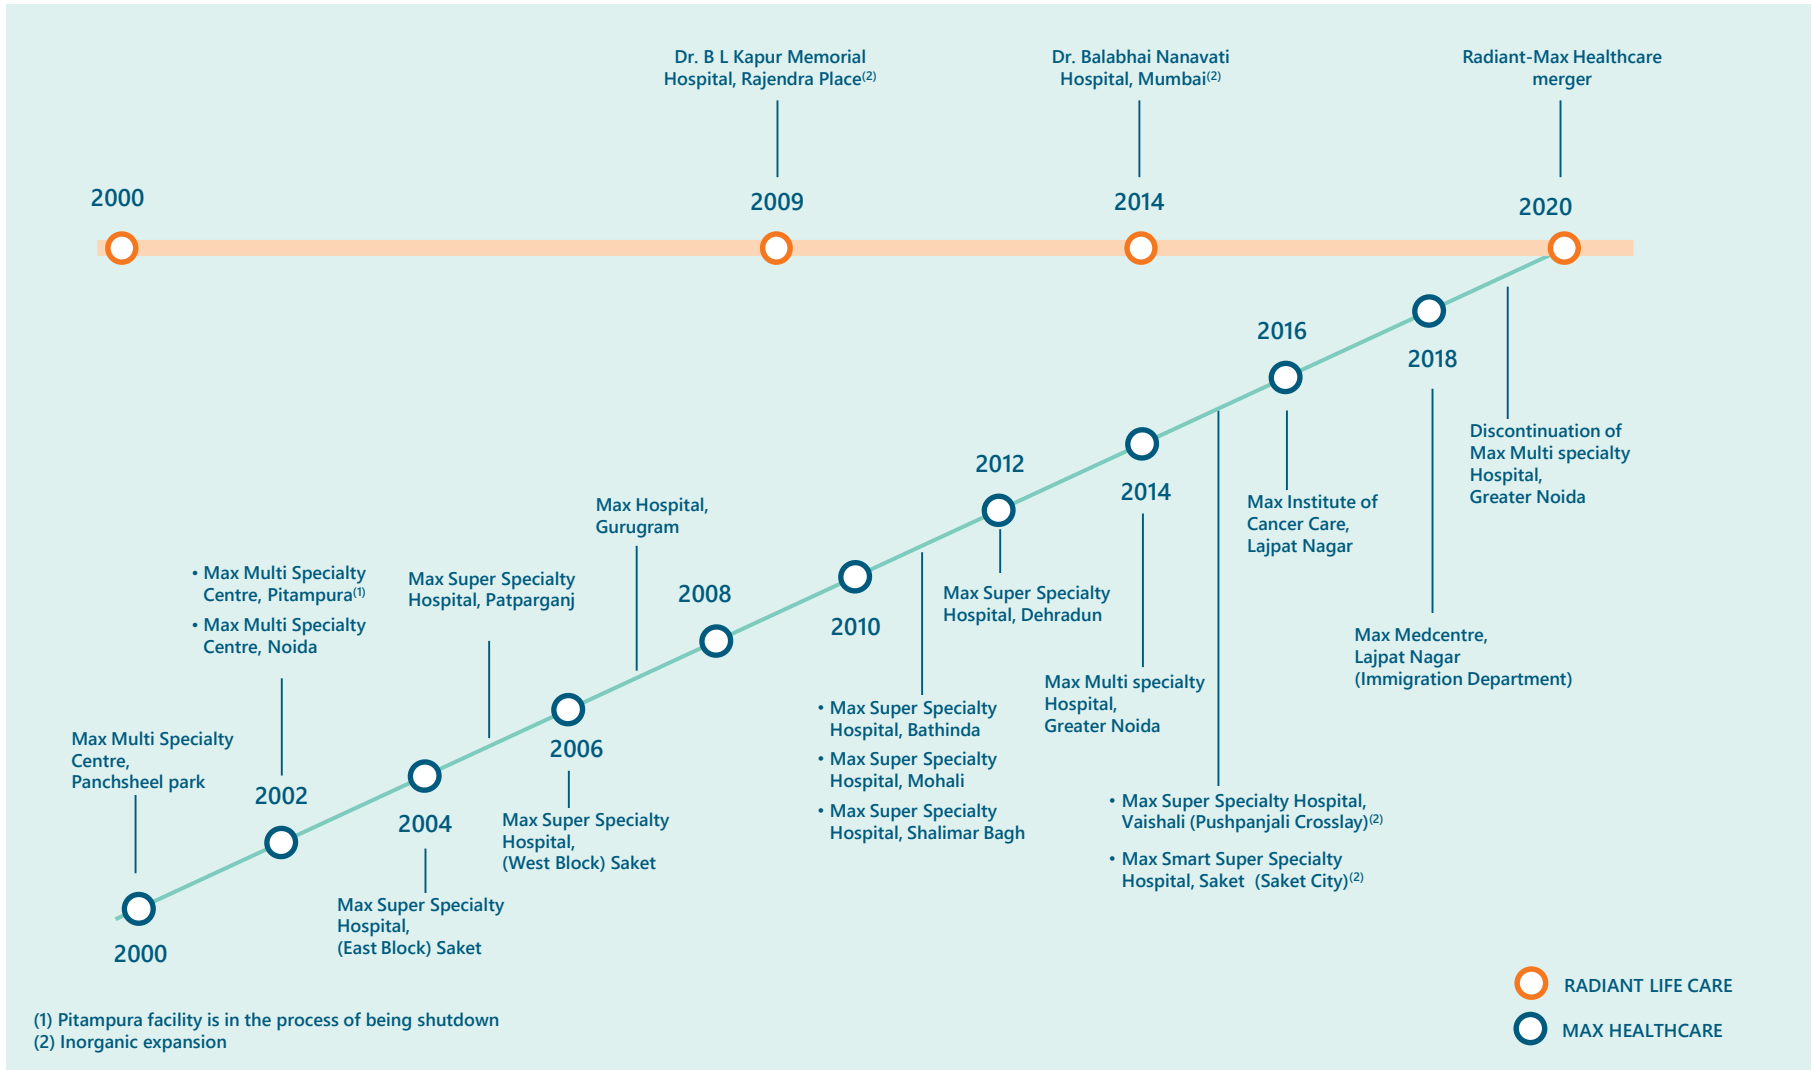 Dr. B L Kapur Memorial
Hospital, Rajendra Place(2)
Dr. Balabhai Nanavati
Hospital, Mumbai(2)
Radiant-Max Healthcare
merger
2000
2009
2014
2020
Max Multi Specialty
Centre,
Panchsheel park
2000
• Max Multi Specialty
Centre, Pitampura(1)
• Max Multi Specialty
Centre, Noida
2002
2004
Max Super Specialty
Hospital,
(East Block) Saket
Max Super Specialty
Hospital, Patparganj
2006
Max Super Specialty
Hospital,
(West Block) Saket
Max Hospital,
Gurugram
2008
2010
• Max Super Specialty
Hospital, Bathinda
• Max Super Specialty
Hospital, Mohali
• Max Super Specialty
Hospital, Shalimar Bagh
2012
Max Super Specialty
Hospital, Dehradun
2014
Max Multi specialty
Hospital,
Greater Noida
• Max Super Specialty Hospital,
Vaishali (Pushpanjali Crosslay)(2)
• Max Smart Super Specialty
Hospital, Saket (Saket City)(2)
2016
Max Institute of
Cancer Care,
Lajpat Nagar
2018
Max Medcentre,
Lajpat Nagar
(Immigration Department)
Discontinuation of
Max Multi specialty
Hospital,
Greater Noida
RADIANT LIFE CARE
MAX HEALTHCARE
(1) Pitampura facility is in the process of being shutdown
(2) Inorganic expansion